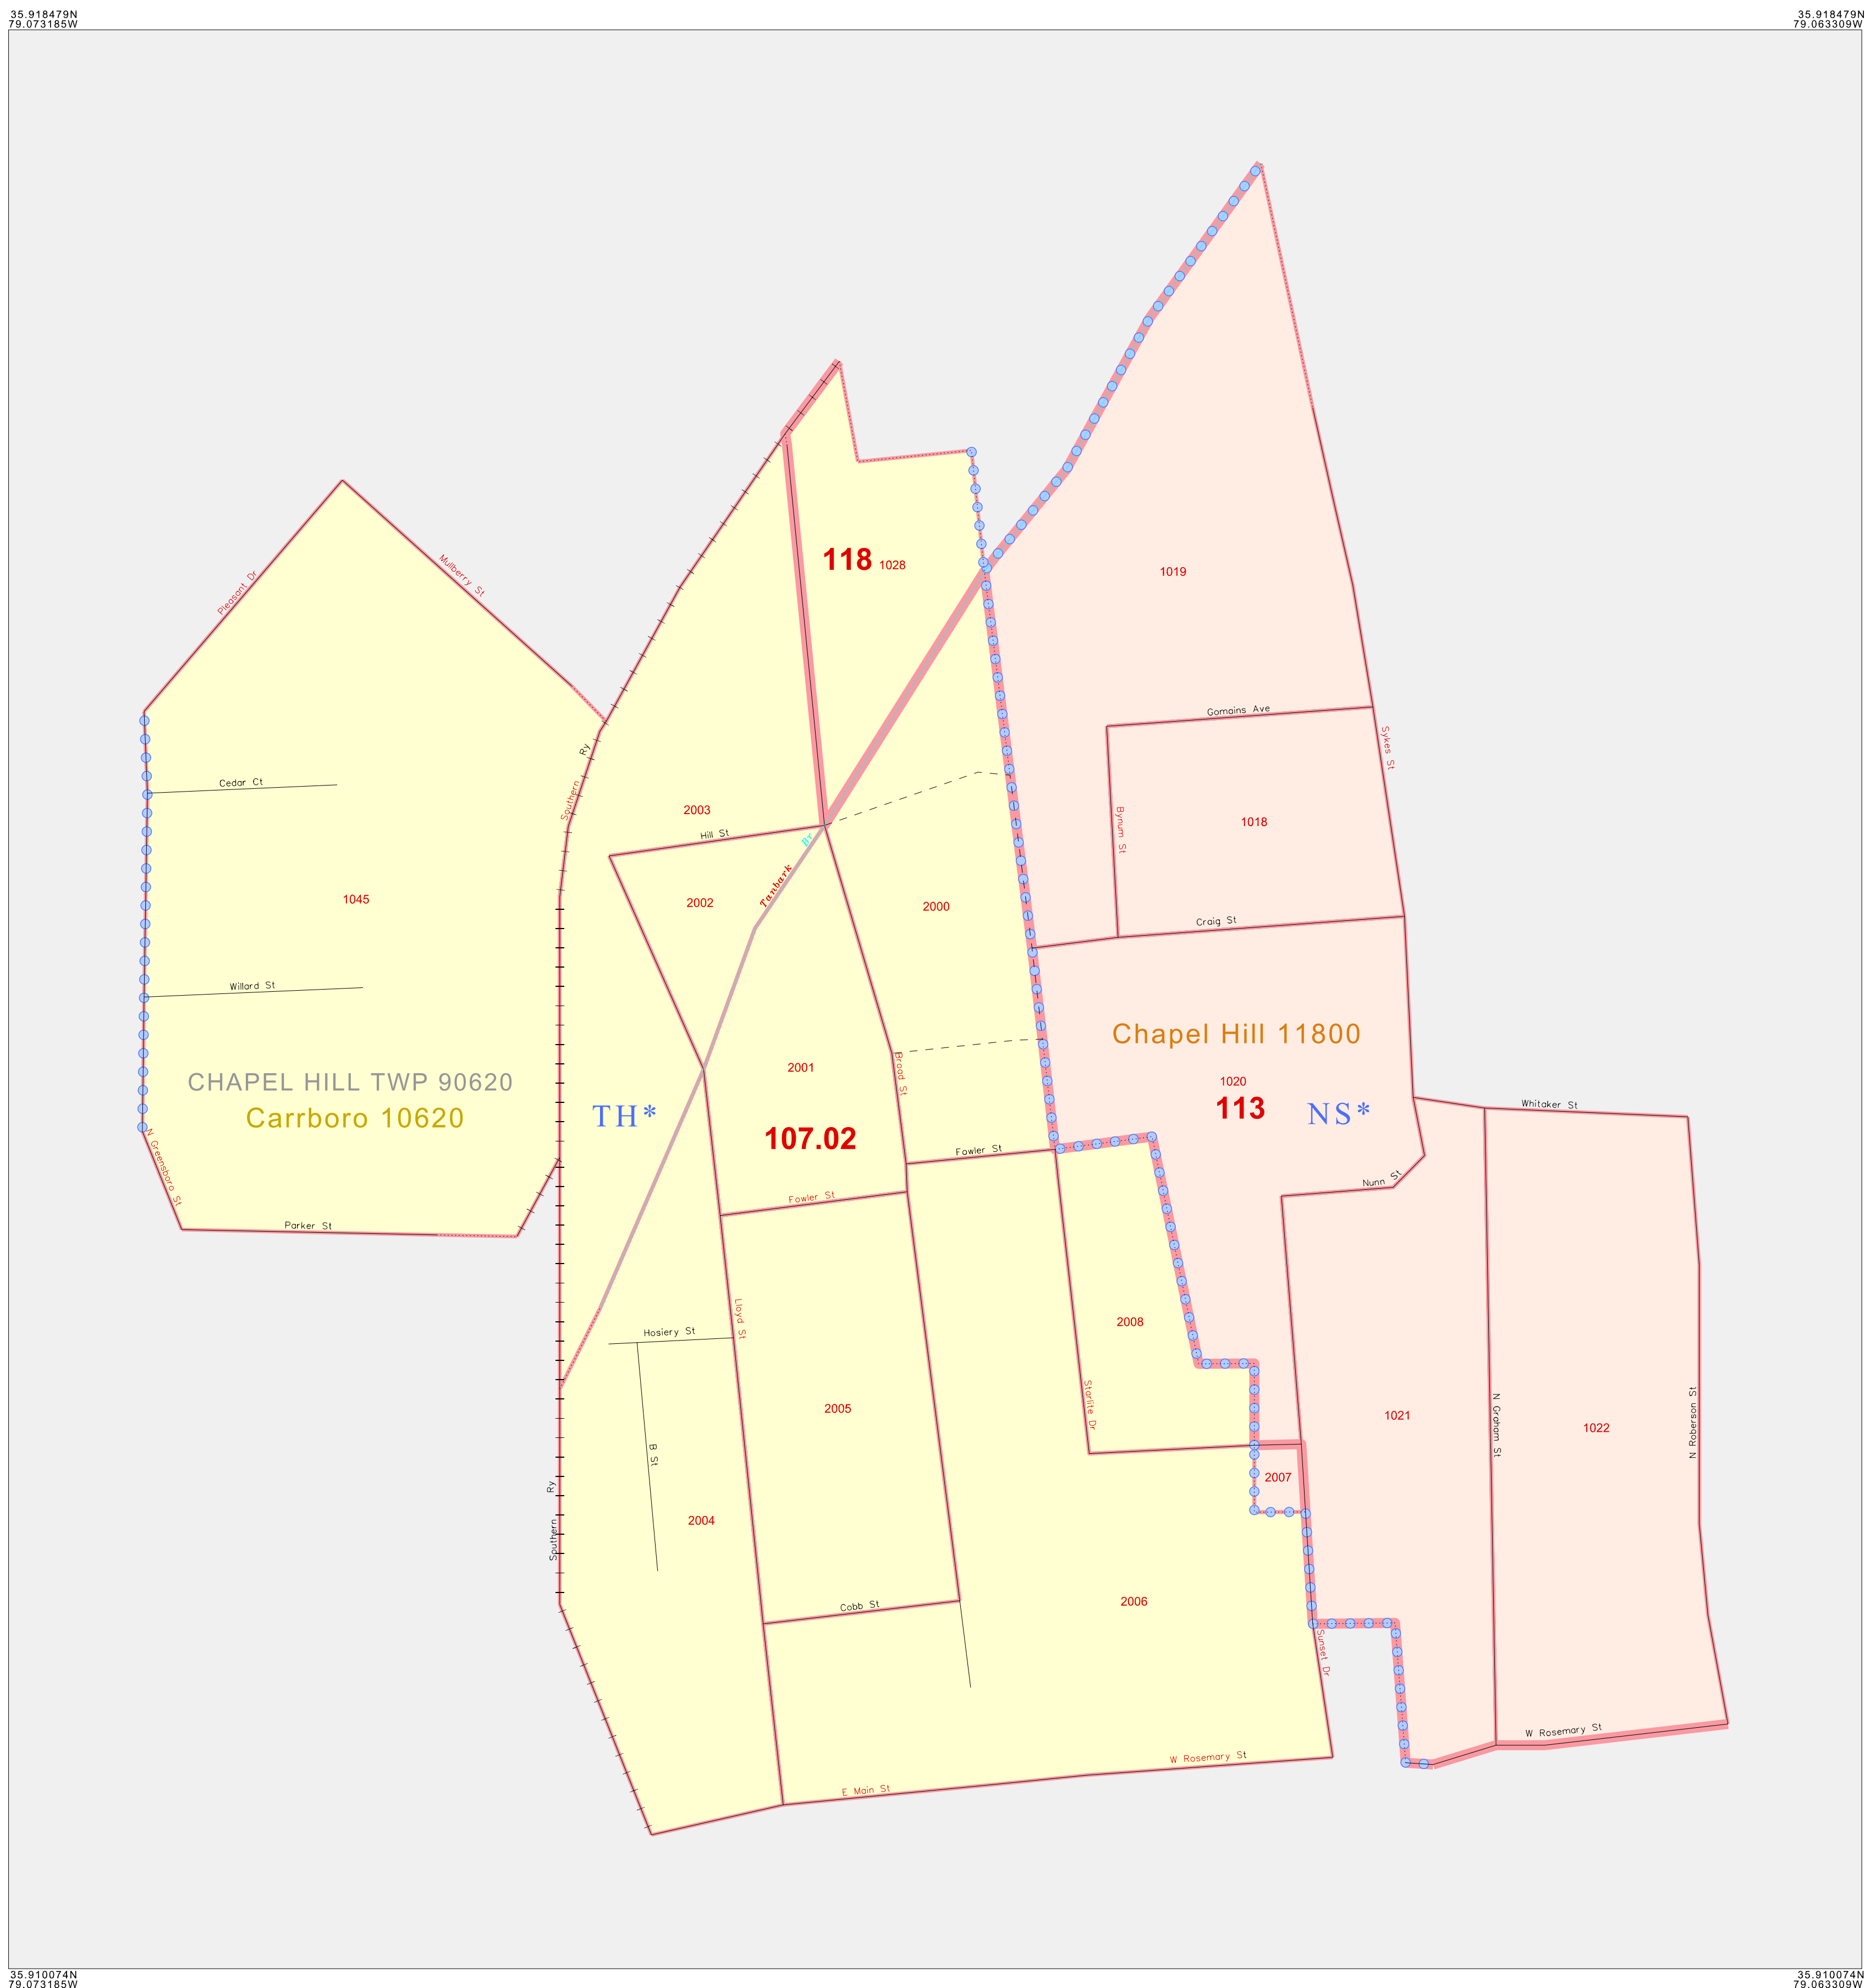 35.918479N
79.073185W
35.918479N
79.063309W
118 1028
1019
Mulberry St
Pleasant Dr
Gomains Ave
Sykes St
Southern Ry
Cedar Ct
2003
Hill St
Br
Bynum St
1018
Tanbark
1045
2002
2000
Craig St
Willard St
Chapel Hill 11800
2001
Broad St
CHAPEL HILL TWP 90620
1020
Carrboro 10620
TH*
113
NS*
Whitaker St
107.02
N Greensboro St
Fowler St
Nunn St
Fowler St
Parker St
Lloyd St
2008
Hosiery St
Starlite Dr
2005
1021
N Graham St
1022
N Roberson St
B St
2007
Southern Ry
2004
Cobb St
2006
Sunset Dr
W Rosemary St
W Rosemary St
E Main St
35.910074N
79.073185W
35.910074N
79.063309W